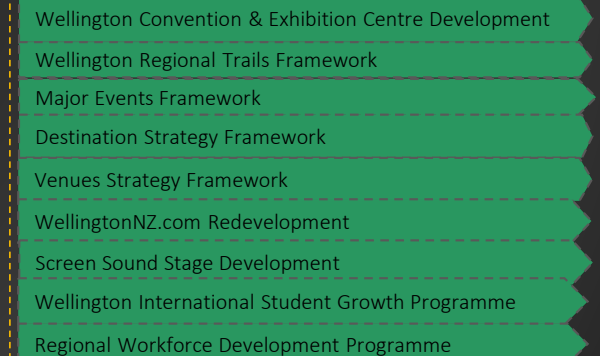 Wellington Convention & Exhibition Centre Development
Wellington Regional Trails Framework
Major Events Framework
Destination Strategy Framework
Venues Strategy Framework
WellingtonNZ.com Redevelopment
Screen Sound Stage Development
Wellington International Student Growth Programme
Regional Workforce Development Programme